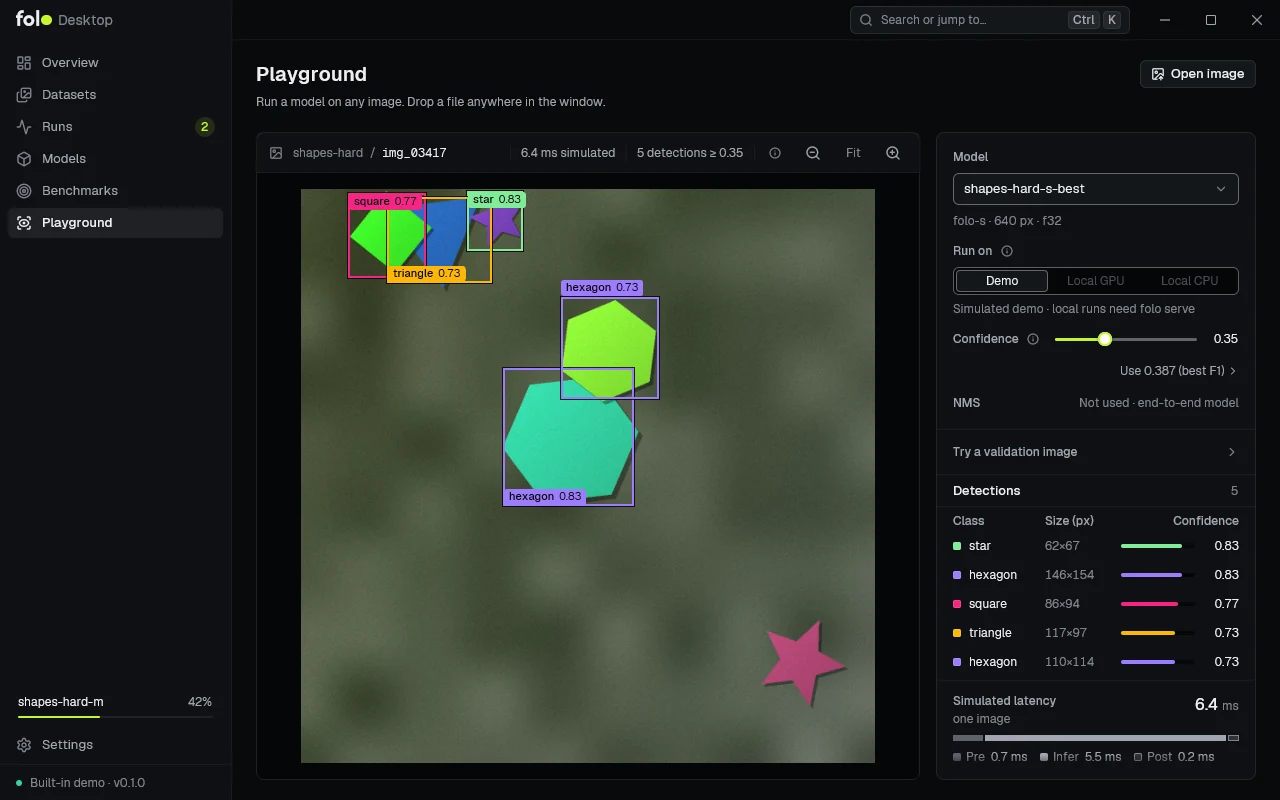 folo Desktop
Search or jump to… Ctrl K
Overview
Datasets
Runs 2
Models
Benchmarks
Playground
shapes-hard-m 42%
Settings
Built-in demo · v0.1.0
Playground
Open image
Run a model on any image. Drop a file anywhere in the window.
shapes-hard / img_03417 6.4 ms simulated 5 detections ≥ 0.35 Fit
square 0.77
star 0.83
triangle 0.73
hexagon 0.73
hexagon 0.83
Model
shapes-hard-s-best
folo-s · 640 px · f32
Run on
Demo Local GPU Local CPU
Simulated demo · local runs need folo serve
Confidence 0.35
Use 0.387 (best F1)
NMS Not used · end-to-end model
Try a validation image
Detections 5
Class Size (px) Confidence
star 62×67 0.83
hexagon 146×154 0.83
square 86×94 0.77
triangle 117×97 0.73
hexagon 110×114 0.73
Simulated latency 6.4 ms
one image
Pre 0.7 ms Infer 5.5 ms Post 0.2 ms